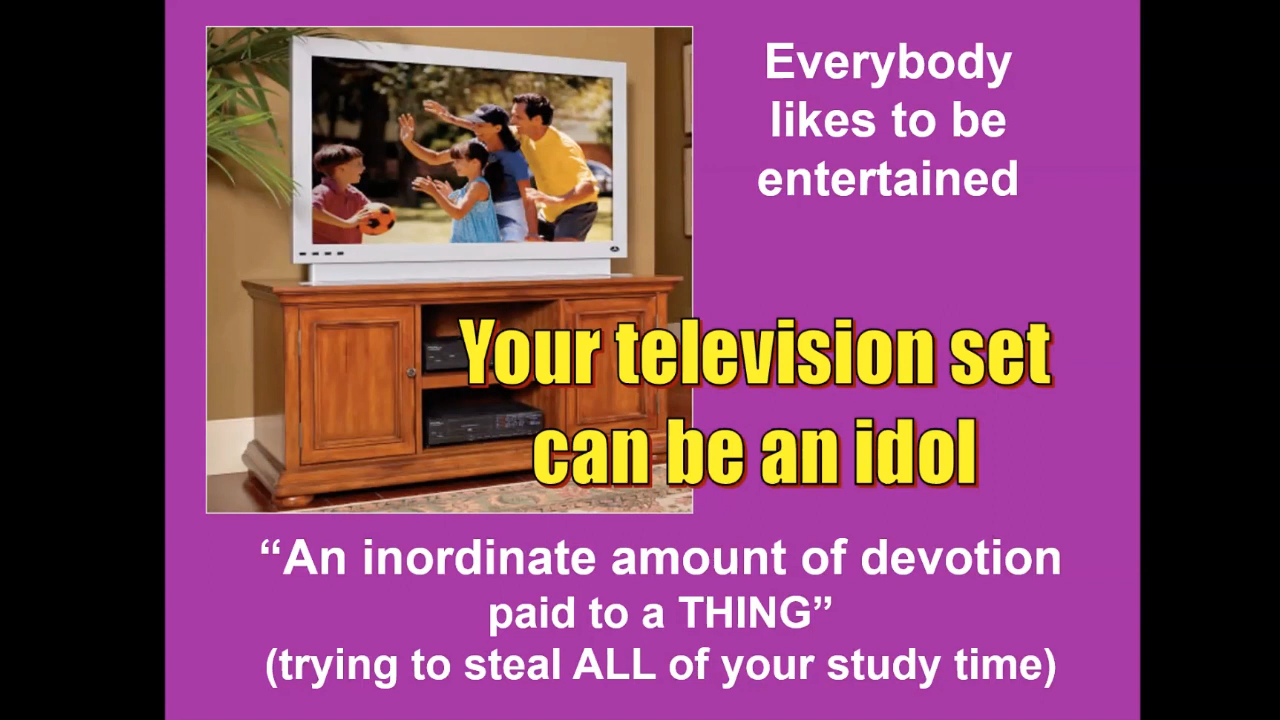 Everybody
likes to be
entertained
Your television set
can be an idol
“An inordinate amount of devotion
paid to a THING”
(trying to steal ALL of your study time)